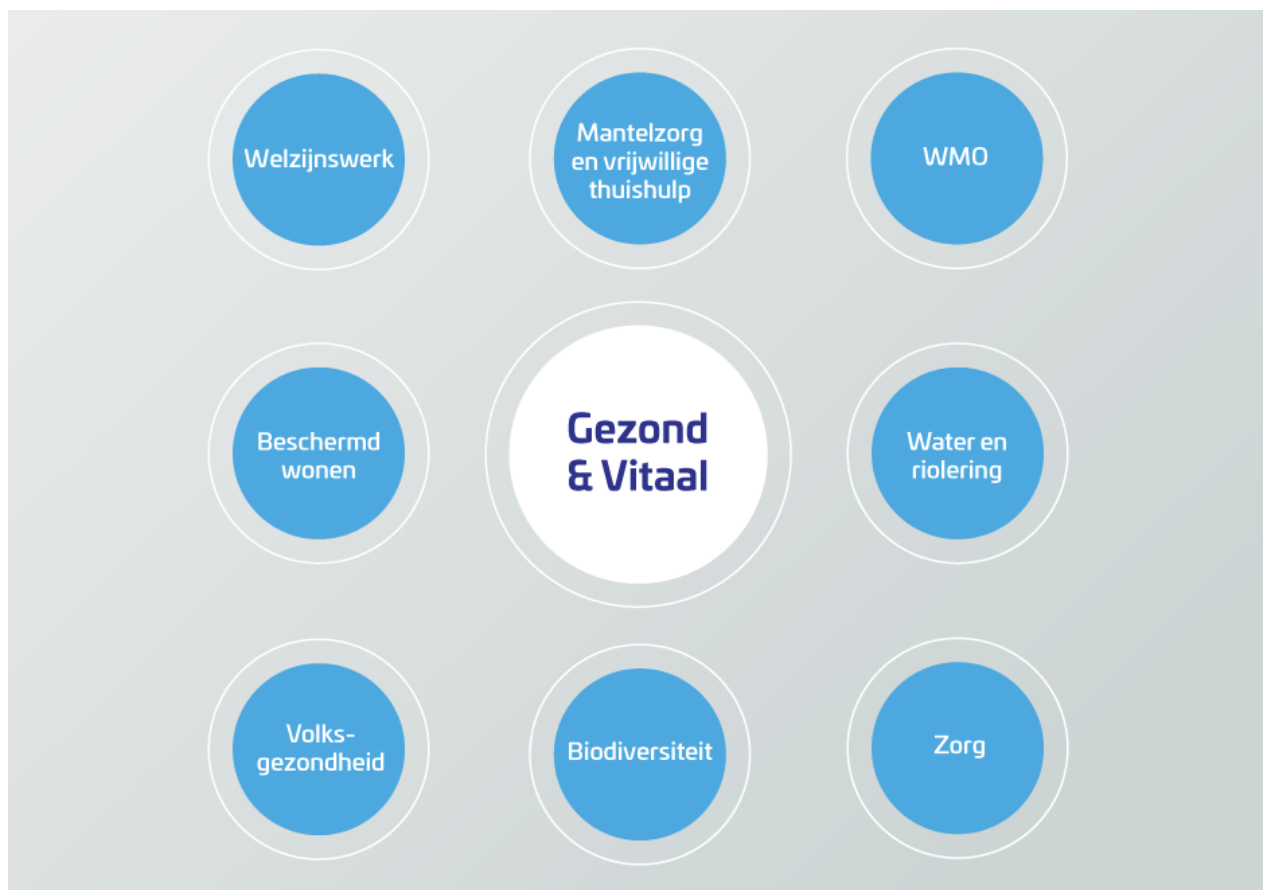 Welzijnswerk
Mantelzorg
en vrijwillige
thuishulp
WMO
Beschermd
wonen
Gezond
& Vitaal
Water en
riolering
Volks-
gezondheid
Biodiversiteit
Zorg